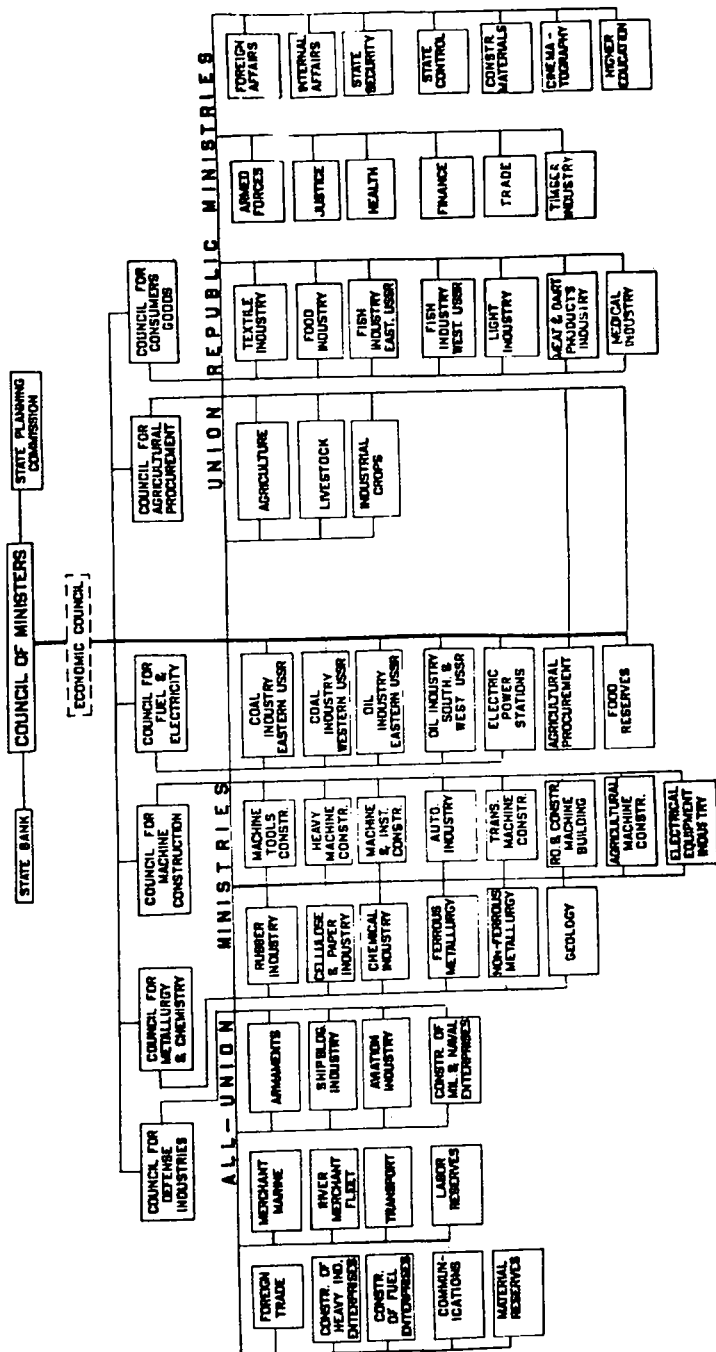 STATE BANK
COUNCIL OF MINISTERS
STATE PLANNING
COMMISSION
ECONOMIC COUNCIL
COUNCIL FOR
DEFENSE
INDUSTRIES
COUNCIL FOR
METALLURGY
& CHEMISTRY
COUNCIL FOR
MACHINE
CONSTRUCTION
COUNCIL FOR
FUEL &
ELECTRICITY
COUNCIL FOR
AGRICULTURAL
PROCUREMENT
COUNCIL FOR
CONSUMERS
GOODS
ALL-UNION MINISTRIES
UNION REPUBLIC MINISTRIES
FOREIGN
TRADE
CONSTR. OF
HEAVY IND.
ENTERPRISES
CONSTR.
OF FUEL
ENTERPRISES
COMMUN-
ICATIONS
MATERIAL
RESERVES
MERCHANT
MARINE
RIVER
MERCHANT
FLEET
TRANSPORT
LABOR
RESERVES
ARMAMENTS
SHIPBLDG.
INDUSTRY
AVIATION
INDUSTRY
CONSTR. OF
MIL. & NAVAL
ENTERPRISES
RUBBER
INDUSTRY
CELLULOSE
& PAPER
INDUSTRY
CHEMICAL
INDUSTRY
FERROUS
METALLURGY
NON-FERROUS
METALLURGY
GEOLOGY
MACHINE
TOOLS
CONSTR.
HEAVY
MACHINE
CONSTR.
MACHINE
& INST.
CONSTR.
AUTO.
INDUSTRY
TRANS.
MACHINE
CONSTR.
RD. & CONSTR.
MACHINE
BUILDING
AGRICULTURAL
MACHINE
CONSTR.
ELECTRICAL
EQUIPMENT
INDUSTRY
COAL
INDUSTRY
EASTERN USSR
COAL
INDUSTRY
WESTERN USSR
OIL
INDUSTRY
EASTERN USSR
OIL INDUSTRY
SOUTH. &
WEST USSR
ELECTRIC
POWER
STATIONS
AGRICULTURAL
PROCUREMENT
FOOD
RESERVES
AGRICULTURE
LIVESTOCK
INDUSTRIAL
CROPS
TEXTILE
INDUSTRY
FOOD
INDUSTRY
FISH
INDUSTRY
EAST. USSR
FISH
INDUSTRY
WEST USSR
LIGHT
INDUSTRY
MEAT & DAIRY
PRODUCTS
INDUSTRY
MEDICAL
INDUSTRY
ARMED
FORCES
JUSTICE
HEALTH
FINANCE
TRADE
TIMBER
INDUSTRY
FOREIGN
AFFAIRS
INTERNAL
AFFAIRS
STATE
SECURITY
STATE
CONTROL
CONSTR.
MATERIALS
CINEMA-
TOGRAPHY
HIGHER
EDUCATION